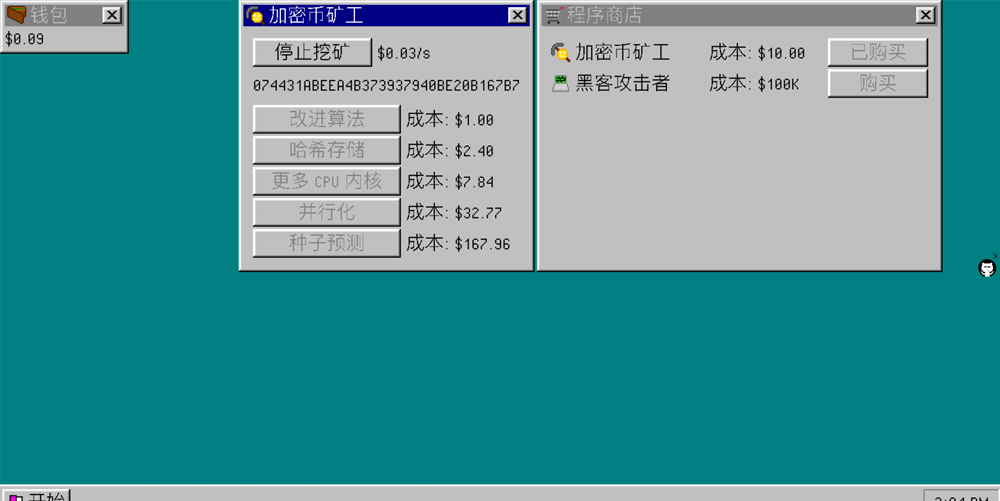 钱包
$0.09
加密币矿工
停止挖矿 $0.03/s
074431ABEEA4B373937940BE20B167B7
改进算法 成本: $1.00
哈希存储 成本: $2.40
更多 CPU 内核 成本: $7.84
并行化 成本: $32.77
种子预测 成本: $167.96
程序商店
加密币矿工 成本: $10.00 已购买
黑客攻击者 成本: $100K 购买
开始